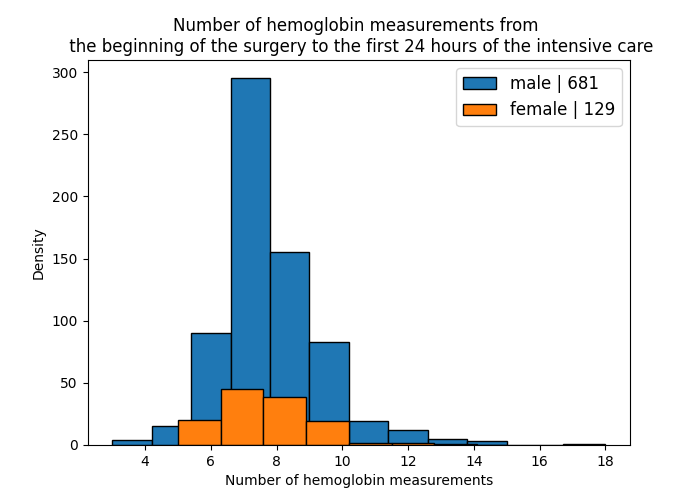 Number of hemoglobin measurements from
the beginning of the surgery to the first 24 hours of the intensive care
male | 681
female | 129
Density
300
250
200
150
100
50
0
4 6 8 10 12 14 16 18
Number of hemoglobin measurements